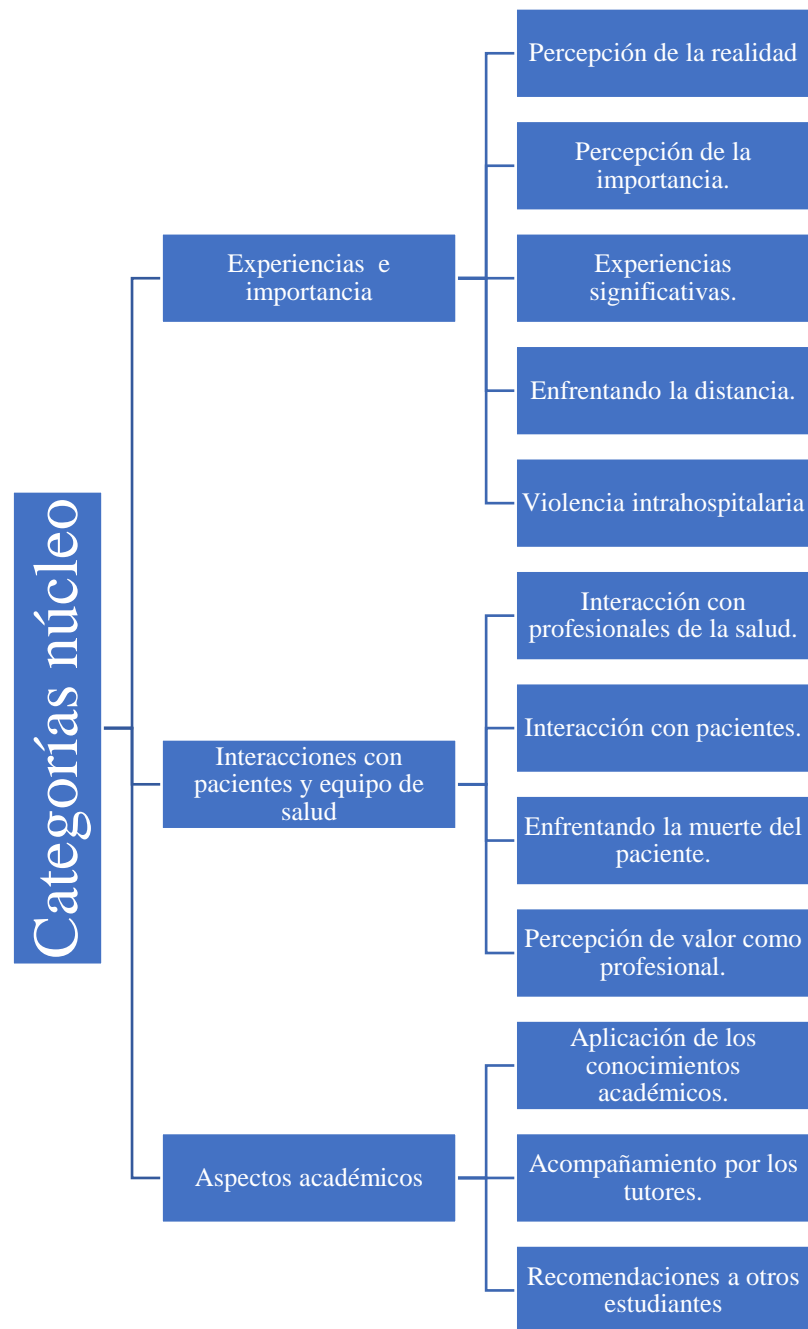 Categorías núcleo
Experiencias e
importancia
Percepción de la realidad
Percepción de la
importancia.
Experiencias
significativas.
Enfrentando la distancia.
Violencia intrahospitalaria
Interacciones con
pacientes y equipo de
salud
Interacción con
profesionales de la salud.
Interacción con pacientes.
Enfrentando la muerte del
paciente.
Percepción de valor como
profesional.
Aspectos académicos
Aplicación de los
conocimientos
académicos.
Acompañamiento por los
tutores.
Recomendaciones a otros
estudiantes